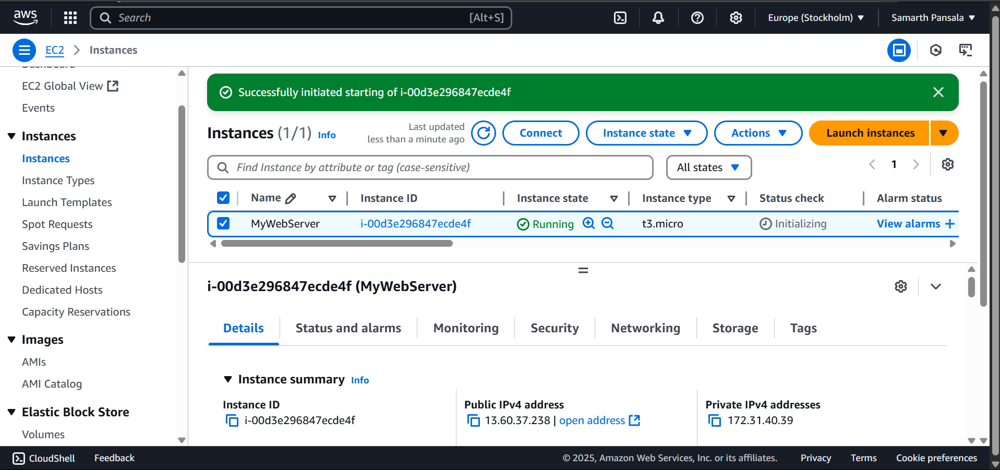 aws
Search [Alt+S]
Europe (Stockholm)
Samarth Pansala
EC2 > Instances
Dashboard
EC2 Global View
Events
Instances
Instances
Instance Types
Launch Templates
Spot Requests
Savings Plans
Reserved Instances
Dedicated Hosts
Capacity Reservations
Images
AMIs
AMI Catalog
Elastic Block Store
Volumes
Successfully initiated starting of i-00d3e296847ecde4f
Instances (1/1) Info
Last updated
less than a minute ago
Connect
Instance state
Actions
Launch instances
Find Instance by attribute or tag (case-sensitive)
All states
1
Name Instance ID Instance state Instance type Status check Alarm status
MyWebServer i-00d3e296847ecde4f Running t3.micro Initializing View alarms +
i-00d3e296847ecde4f (MyWebServer)
Details Status and alarms Monitoring Security Networking Storage Tags
Instance summary Info
Instance ID
i-00d3e296847ecde4f
Public IPv4 address
13.60.37.238 | open address
Private IPv4 addresses
172.31.40.39
CloudShell Feedback © 2025, Amazon Web Services, Inc. or its affiliates. Privacy Terms Cookie preferences